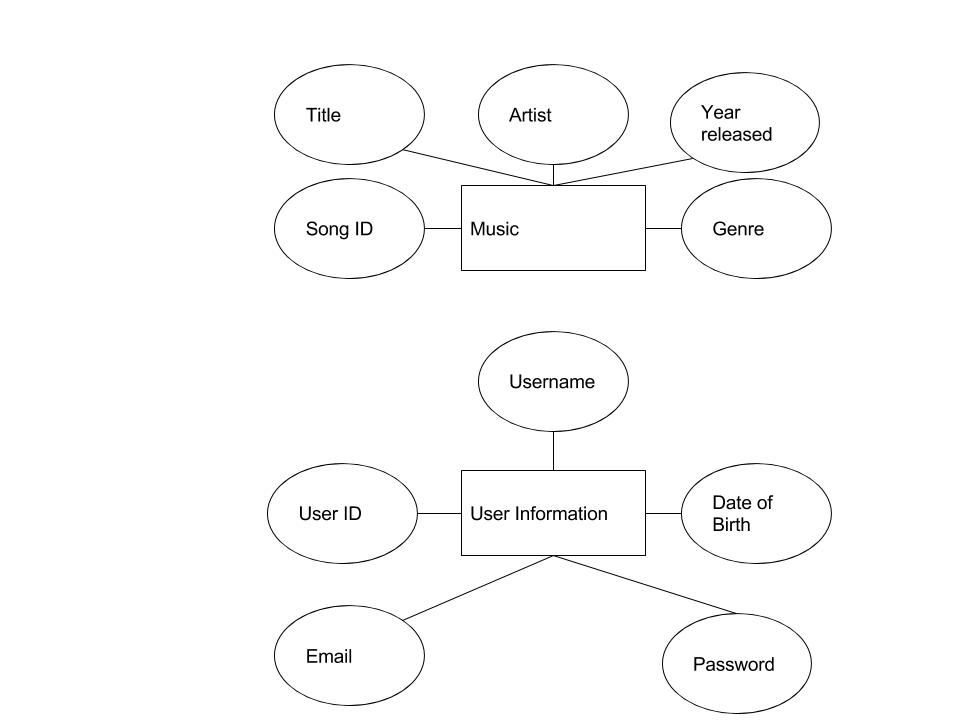 Title
Artist
Year
released
Song ID
Music
Genre
Username
User ID
User Information
Date of
Birth
Email
Password